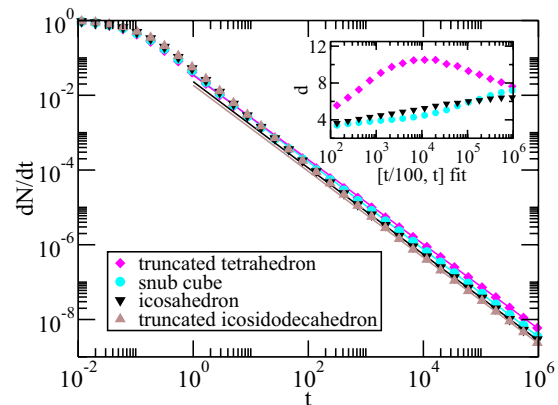 10^0
10^-2
10^-4
10^-6
10^-8
dN/dt
12
8
4
d
10^2 10^3 10^4 10^5 10^6
[t/100, t] fit
truncated tetrahedron
snub cube
icosahedron
truncated icosidodecahedron
10^-2 10^0 10^2 10^4 10^6
t